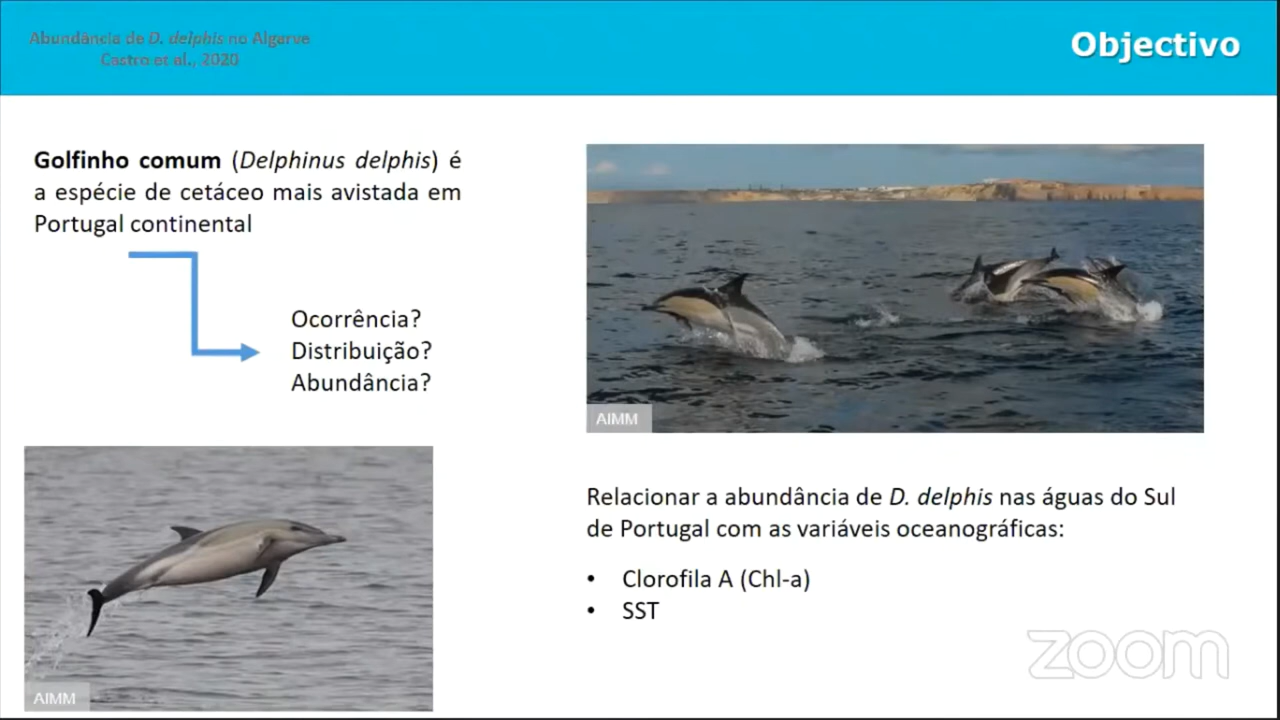 Abundância de D. delphis no Algarve
Castro et al., 2020
Objectivo
Golfinho comum (Delphinus delphis) é
a espécie de cetáceo mais avistada em
Portugal continental
Ocorrência?
Distribuição?
Abundância?
AIMM
AIMM
Relacionar a abundância de D. delphis nas águas do Sul
de Portugal com as variáveis oceanográficas:
• Clorofila A (Chl-a)
• SST
zoom